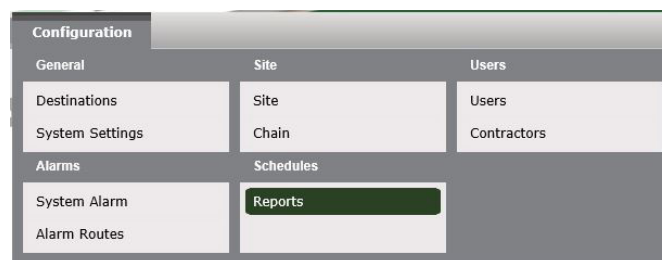 Configuration
General
Site
Users
Destinations
Site
Users
System Settings
Chain
Contractors
Alarms
Schedules
System Alarm
Reports
Alarm Routes